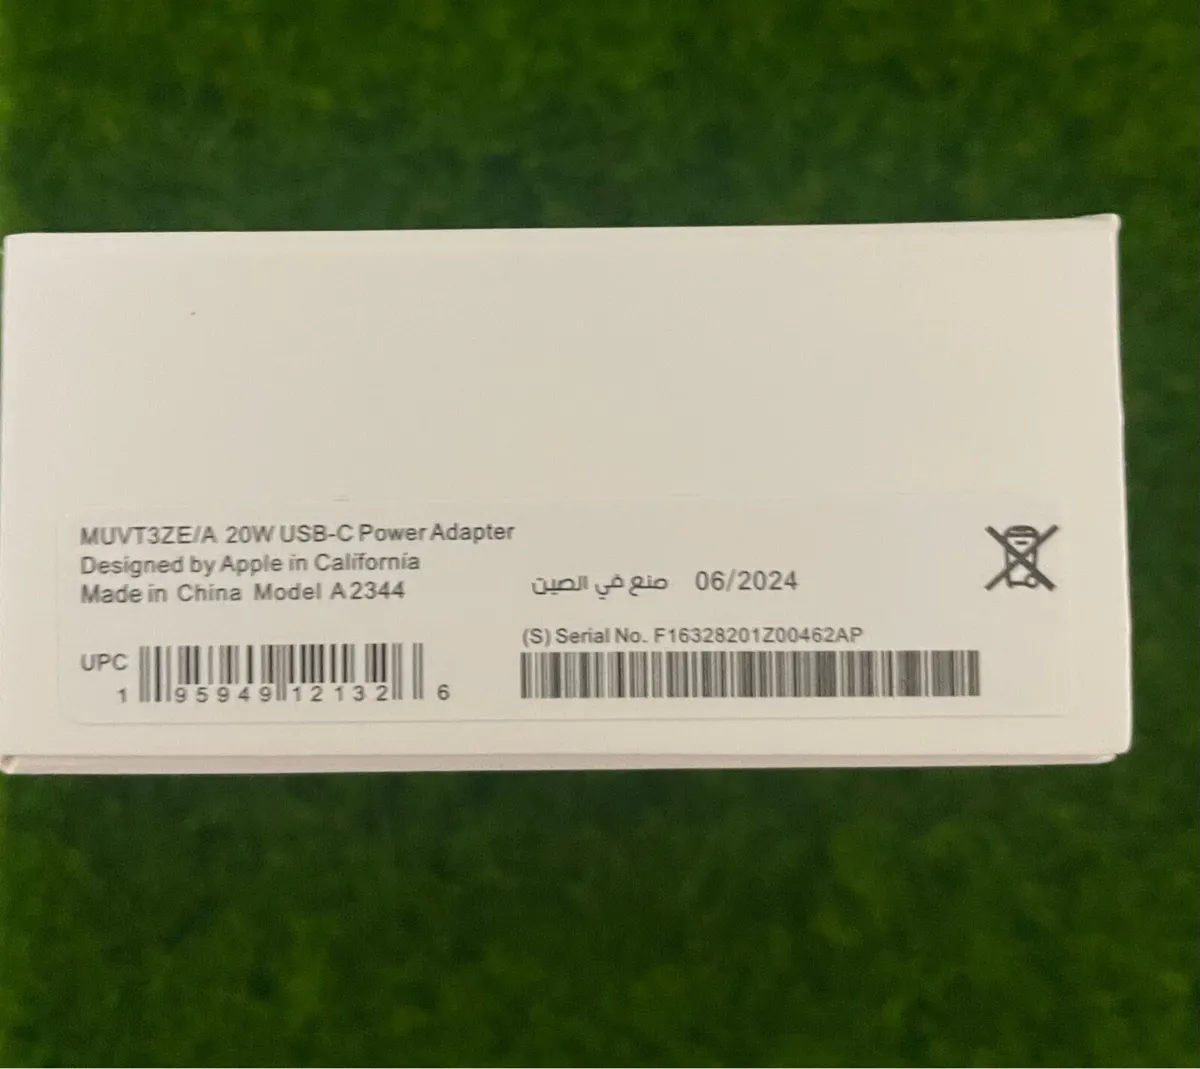 MUVT3ZE/A 20W USB-C Power Adapter
Designed by Apple in California
Made in China Model A2344
صنع في الصين 06/2024
(S) Serial No. F16328201Z00462AP
UPC
1 95949 12132 6